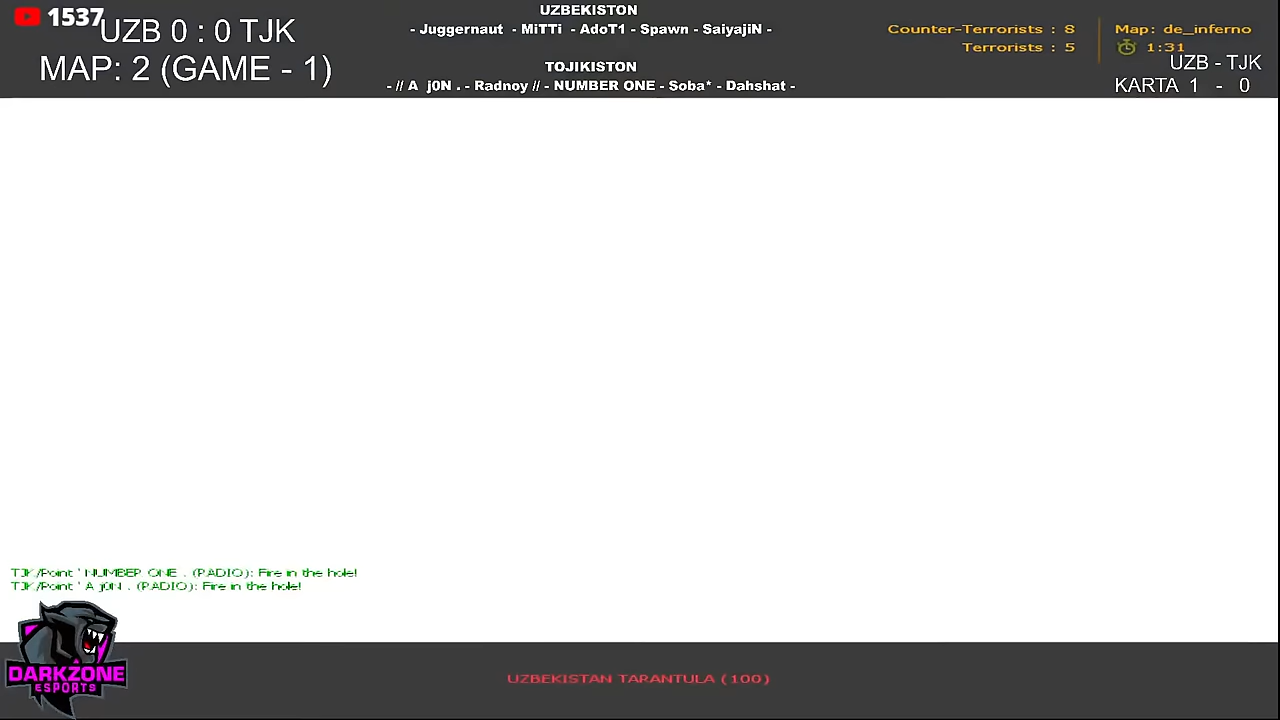 1537
UZB 0 : 0 TJK
MAP: 2 (GAME - 1)
UZBEKISTON
- Juggernaut - MiTTi - AdoT1 - Spawn - SaiyajiN -
TOJIKISTON
- // A j0N . - Radnoy // - NUMBER ONE - Soba* - Dahshat -
Counter-Terrorists : 8
Terrorists : 5
Map: de_inferno
1:31
UZB - TJK
KARTA 1 - 0
TJK/Point ' NUMBER ONE . (RADIO): Fire in the hole!
TJK/Point ' A j0N . (RADIO): Fire in the hole!
DARKZONE
ESPORTS
UZBEKISTAN TARANTULA (100)